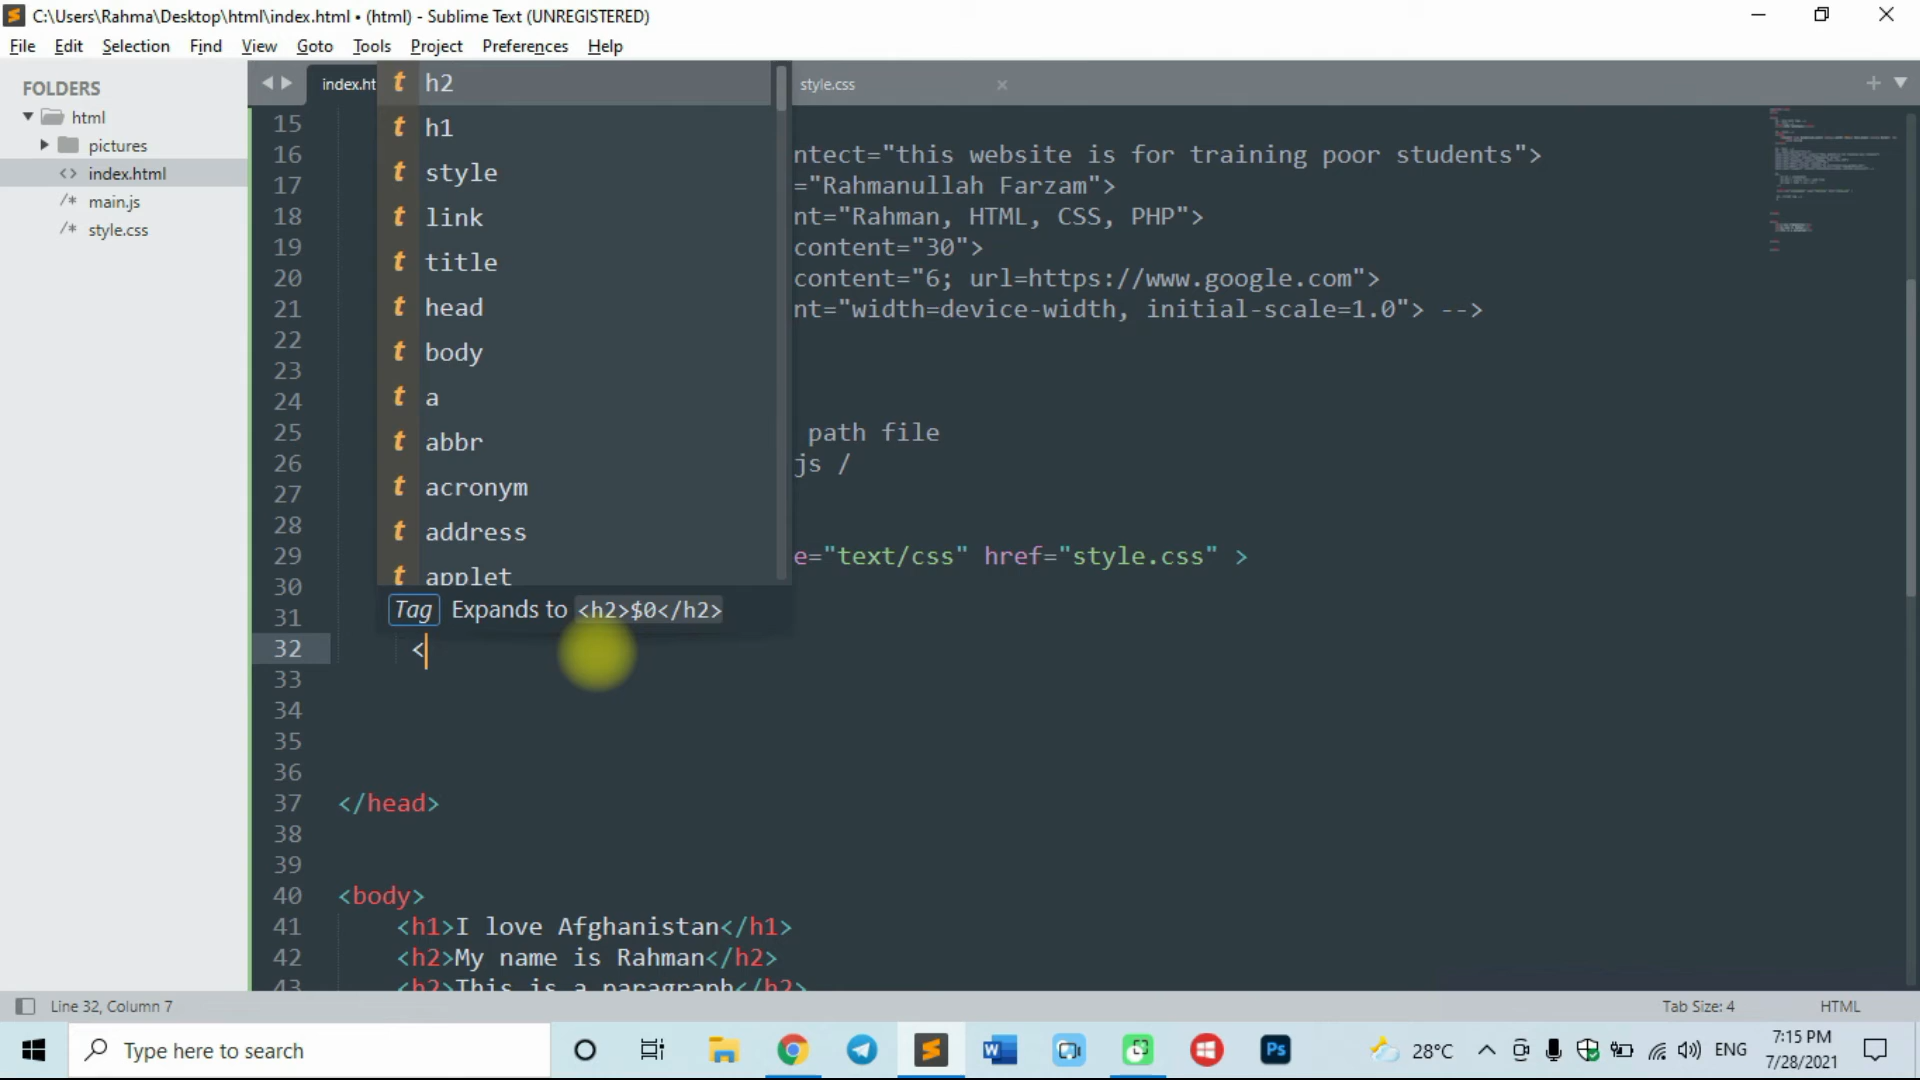 C:\Users\Rahma\Desktop\html\index.html • (html) - Sublime Text (UNREGISTERED)
File Edit Selection Find View Goto Tools Project Preferences Help
FOLDERS
html
pictures
index.html
main.js
style.css
index.ht
style.css
h2
h1
style
link
title
head
body
a
abbr
acronym
address
applet
Tag Expands to <h2>$0</h2>
15
16 ntect="this website is for training poor students">
17 ="Rahmanullah Farzam">
18 nt="Rahman, HTML, CSS, PHP">
19 content="30">
20 content="6; url=https://www.google.com">
21 nt="width=device-width, initial-scale=1.0"> -->
22
23
24
25 path file
26 js /
27
28
29 e="text/css" href="style.css" >
30
31
32 <
33
34
35
36
37 </head>
38
39
40 <body>
41 <h1>I love Afghanistan</h1>
42 <h2>My name is Rahman</h2>
43 <h2>This is a paragraph</h2>
Line 32, Column 7 Tab Size: 4 HTML
Type here to search
W
Ps
28°C
ENG
7:15 PM
7/28/2021